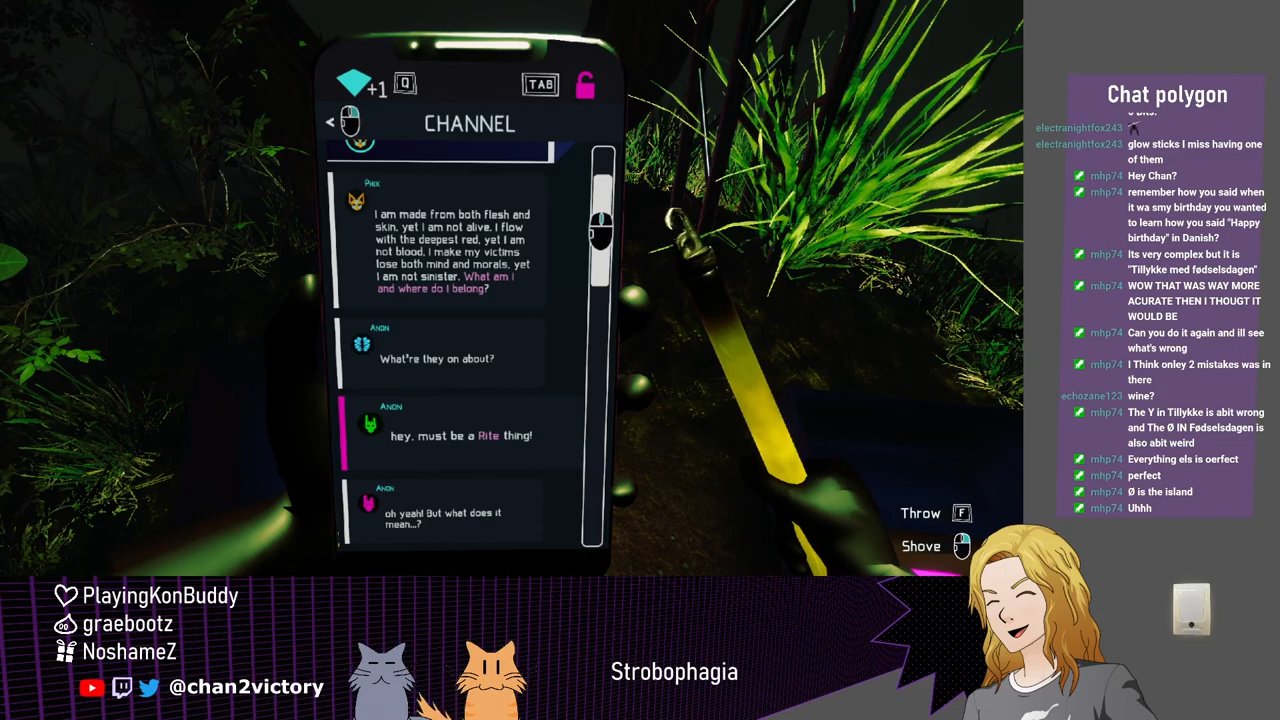 +1 Q TAB
< CHANNEL
Phix
I am made from both flesh and
skin, yet I am not alive. I flow
with the deepest red, yet I am
not blood. I make my victims
lose both mind and morals, yet
I am not sinister. What am I
and where do I belong?
Anon
What're they on about?
Anon
hey, must be a Rite thing!
Anon
oh yeah! But what does it
mean...?
Throw F
Shove
Chat polygon
electranightfox243
electranightfox243 glow sticks I miss having one
of them
mhp74 Hey Chan?
mhp74 remember how you said when
it wa smy birthday you wanted
to learn how you said "Happy
birthday" in Danish?
mhp74 Its very complex but it is
"Tillykke med fødselsdagen"
mhp74 WOW THAT WAS WAY MORE
ACURATE THEN I THOUGT IT
WOULD BE
mhp74 Can you do it again and ill see
what's wrong
mhp74 I Think onley 2 mistakes was in
there
echozane123 wine?
mhp74 The Y in Tillykke is abit wrong
and The Ø IN Fødselsdagen is
also abit weird
mhp74 Everything els is oerfect
mhp74 perfect
mhp74 Ø is the island
mhp74 Uhhh
PlayingKonBuddy
graebootz
NoshameZ
@chan2victory
Strobophagia